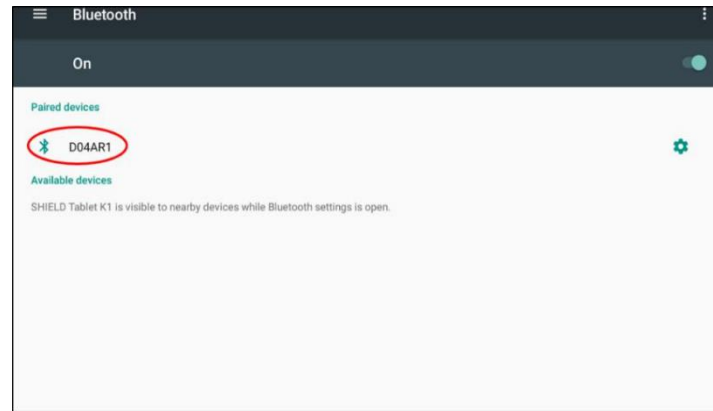 Bluetooth
On
Paired devices
D04AR1
Available devices
SHIELD Tablet K1 is visible to nearby devices while Bluetooth settings is open.